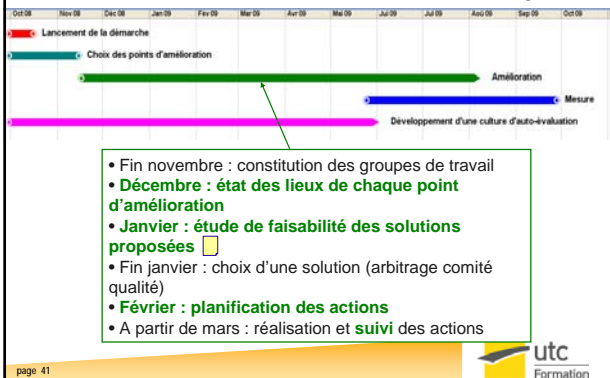 Oct 08 Nov 08 Déc 08 Jan 09 Fev 09 Mar 09 Avr 09 Mai 09 Jui 09 Jul 09 Aoû 09 Sep 09 Oct 09
Lancement de la démarche
Choix des points d'amélioration
Amélioration
Mesure
Développement d'une culture d'auto-évaluation
• Fin novembre : constitution des groupes de travail
• Décembre : état des lieux de chaque point
d'amélioration
• Janvier : étude de faisabilité des solutions
proposées
• Fin janvier : choix d'une solution (arbitrage comité
qualité)
• Février : planification des actions
• A partir de mars : réalisation et suivi des actions
page 41
utc
Formation